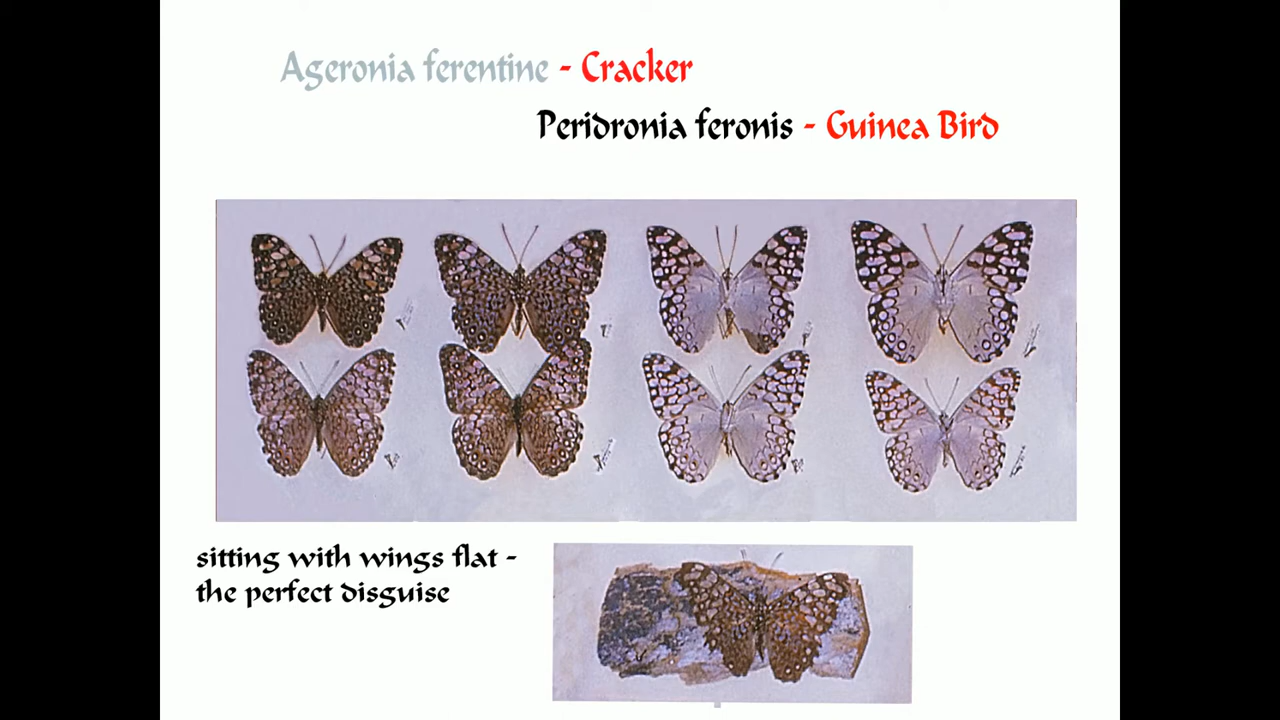 Ageronia ferentine - Cracker
Peridronia feronis - Guinea Bird
sitting with wings flat -
the perfect disguise